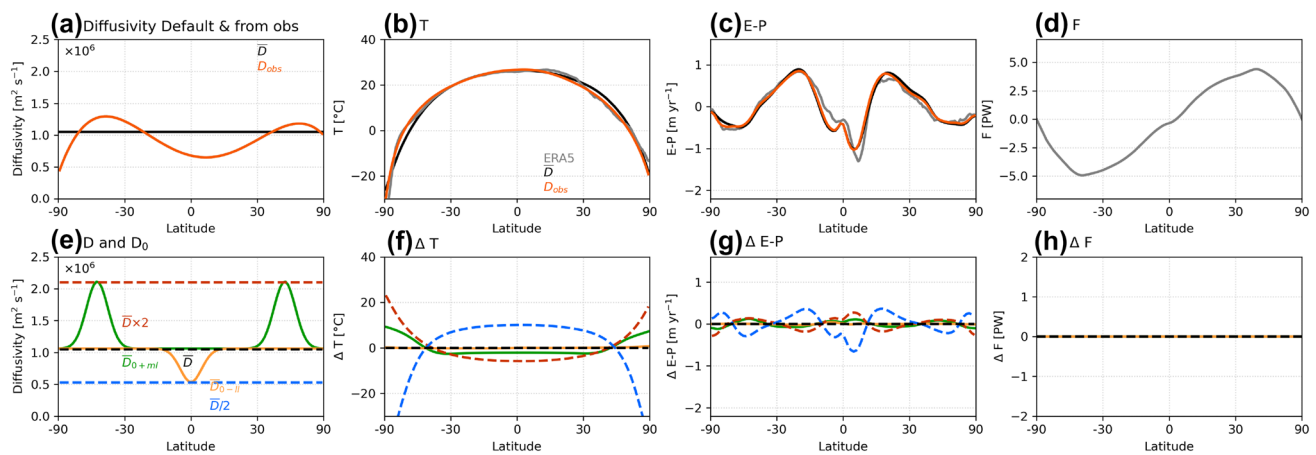 (a) Diffusivity Default & from obs
×10⁶
D̅
D_obs
Diffusivity [m² s⁻¹]
2.5
2.0
1.5
1.0
0.5
0.0
-90 -30 0 30 90
Latitude
(b) T
T [°C]
40
20
0
−20
ERA5
D̅
D_obs
-90 -30 0 30 90
Latitude
(c) E-P
E-P [m yr⁻¹]
1
0
−1
−2
-90 -30 0 30 90
Latitude
(d) F
F [PW]
5.0
2.5
0.0
−2.5
−5.0
-90 -30 0 30 90
Latitude
(e) D and D₀
×10⁶
Diffusivity [m² s⁻¹]
2.5
2.0
1.5
1.0
0.5
0.0
D̅×2
D̅₀₊ml D̅
D̅₀₋ll
D̅/2
-90 -30 0 30 90
Latitude
(f) Δ T
Δ T [°C]
40
20
0
−20
-90 -30 0 30 90
Latitude
(g) Δ E-P
Δ E-P [m yr⁻¹]
1
0
−1
−2
-90 -30 0 30 90
Latitude
(h) Δ F
Δ F [PW]
2
1
0
−1
−2
-90 -30 0 30 90
Latitude